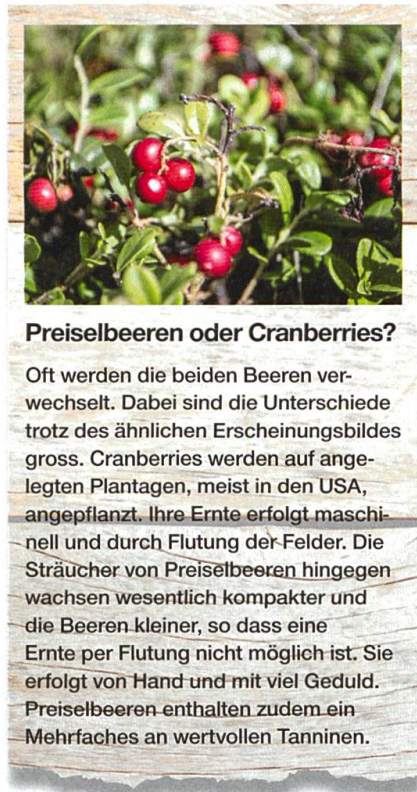 Preiselbeeren oder Cranberries?
Oft werden die beiden Beeren ver-
wechselt. Dabei sind die Unterschiede
trotz des ähnlichen Erscheinungsbildes
gross. Cranberries werden auf ange-
legten Plantagen, meist in den USA,
angepflanzt. Ihre Ernte erfolgt maschi-
nell und durch Flutung der Felder. Die
Sträucher von Preiselbeeren hingegen
wachsen wesentlich kompakter und
die Beeren kleiner, so dass eine
Ernte per Flutung nicht möglich ist. Sie
erfolgt von Hand und mit viel Geduld.
Preiselbeeren enthalten zudem ein
Mehrfaches an wertvollen Tanninen.